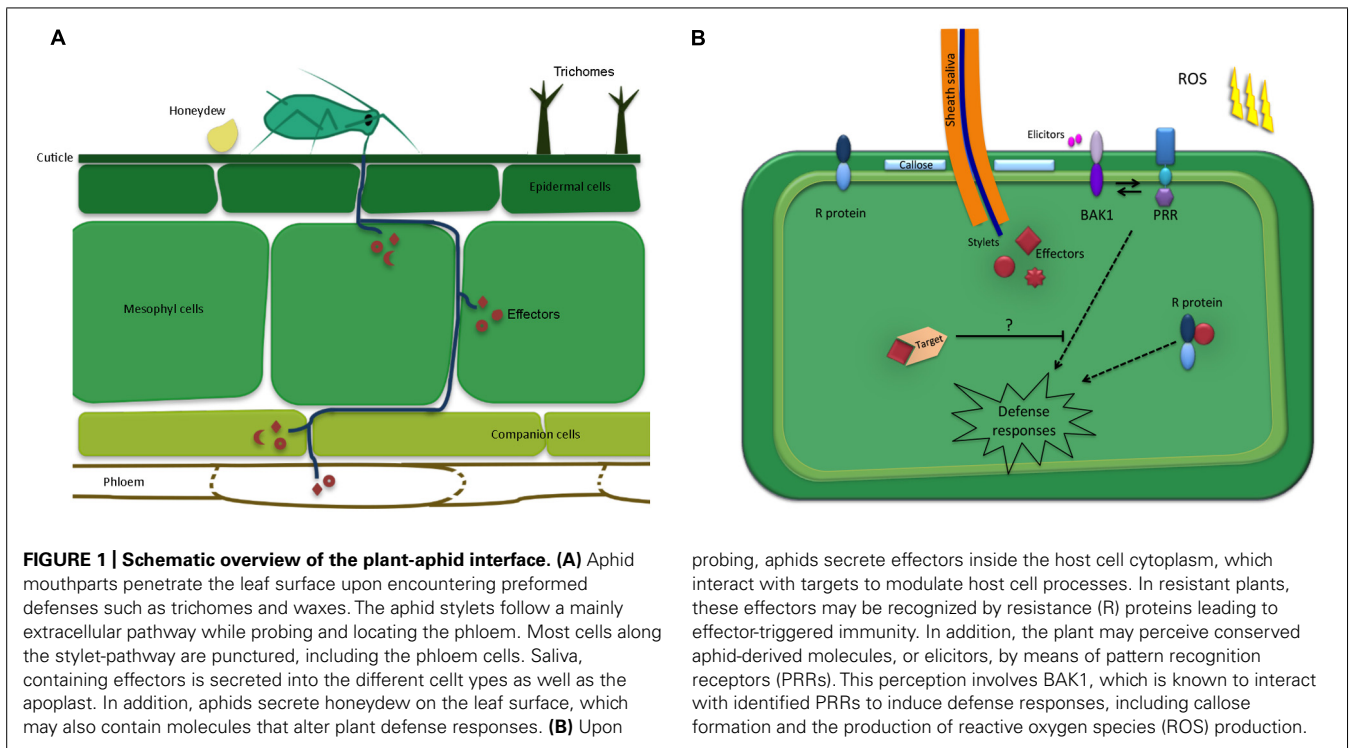 A
Honeydew
Trichomes
Cuticle
Epidermal cells
Mesophyl cells
Effectors
Companion cells
Phloem
B
Sheath saliva
ROS
Elicitors
Callose
R protein
BAK1
PRR
Stylets
Effectors
R protein
?
Target
Defense
responses
FIGURE 1 | Schematic overview of the plant-aphid interface. (A) Aphid
mouthparts penetrate the leaf surface upon encountering preformed
defenses such as trichomes and waxes. The aphid stylets follow a mainly
extracellular pathway while probing and locating the phloem. Most cells along
the stylet-pathway are punctured, including the phloem cells. Saliva,
containing effectors is secreted into the different cellt ypes as well as the
apoplast. In addition, aphids secrete honeydew on the leaf surface, which
may also contain molecules that alter plant defense responses. (B) Upon
probing, aphids secrete effectors inside the host cell cytoplasm, which
interact with targets to modulate host cell processes. In resistant plants,
these effectors may be recognized by resistance (R) proteins leading to
effector-triggered immunity. In addition, the plant may perceive conserved
aphid-derived molecules, or elicitors, by means of pattern recognition
receptors (PRRs). This perception involves BAK1, which is known to interact
with identified PRRs to induce defense responses, including callose
formation and the production of reactive oxygen species (ROS) production.